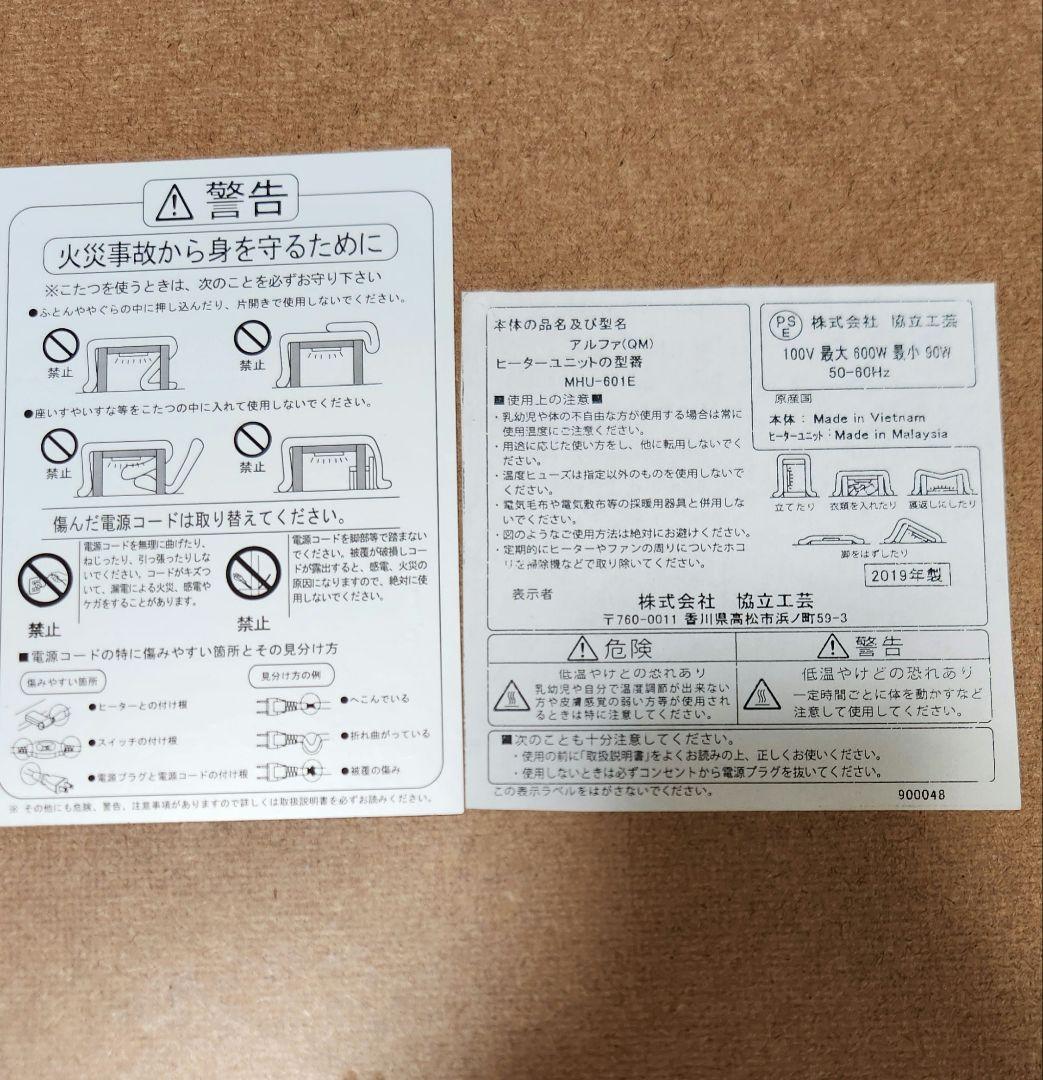 警告
火災事故から身を守るために
※こたつを使うときは、次のことを必ずお守り下さい
●ふとんややぐらの中に押し込んだり、片開きで使用しないでください。
禁止
禁止
●座いすやいすな等をこたつの中に入れて使用しないでください。
禁止
禁止
傷んだ電源コードは取り替えてください。
電源コードを無理に曲げたり、
ねじったり、引っ張ったりしな
いでください。コードがキズつ
いて、漏電による火災、感電や
ケガをすることがあります。
禁止
電源コードを脚部等で踏まない
でください。被覆が破損しコー
ドが露出すると、感電、火災の
原因になりますので、絶対に使
用しないでください。
禁止
■電源コードの特に傷みやすい箇所とその見分け方
傷みやすい箇所
●ヒーターとの付け根
●スイッチの付け根
●電源プラグと電源コードの付け根
見分け方の例
●へこんでいる
●折れ曲がっている
●被覆の傷み
※ その他にも危険、警告、注意事項がありますので詳しくは取扱説明書を必ずお読みください。
本体の品名及び型名
アルファ(QM)
ヒーターユニットの型番
MHU-601E
■使用上の注意■
・乳幼児や体の不自由な方が使用する場合は常に
使用温度にご注意ください。
・用途に応じた使い方をし、他に転用しないでく
ださい。
・温度ヒューズは指定以外のものを使用しないで
ください。
・電気毛布や電気敷布等の採暖用器具と併用しな
いでください。
・図のようなご使用方法は絶対にお避けください。
・定期的にヒーターやファンの周りについたホコ
リを掃除機などで取り除いてください。
PS
E
株式会社 協立工芸
100V 最大 600W 最小 90W
50-60Hz
原産国
本体：Made in Vietnam
ヒーターユニット：Made in Malaysia
立てたり 衣類を入れたり 裏返しにしたり
脚をはずしたり
2019年製
表示者
株式会社 協立工芸
〒760-0011 香川県高松市浜ノ町59-3
危険
低温やけどの恐れあり
乳幼児や自分で温度調節が出来ない
方や皮膚感覚の弱い方等が使用され
るときは特に注意してください。
警告
低温やけどの恐れあり
一定時間ごとに体を動かすなど
注意して使用してください。
■次のことも十分注意してください。
・使用の前に「取扱説明書」をよくお読みの上、正しくお使いください。
・使用しないときは必ずコンセントから電源プラグを抜いてください。
この表示ラベルをはがさないでください。
900048